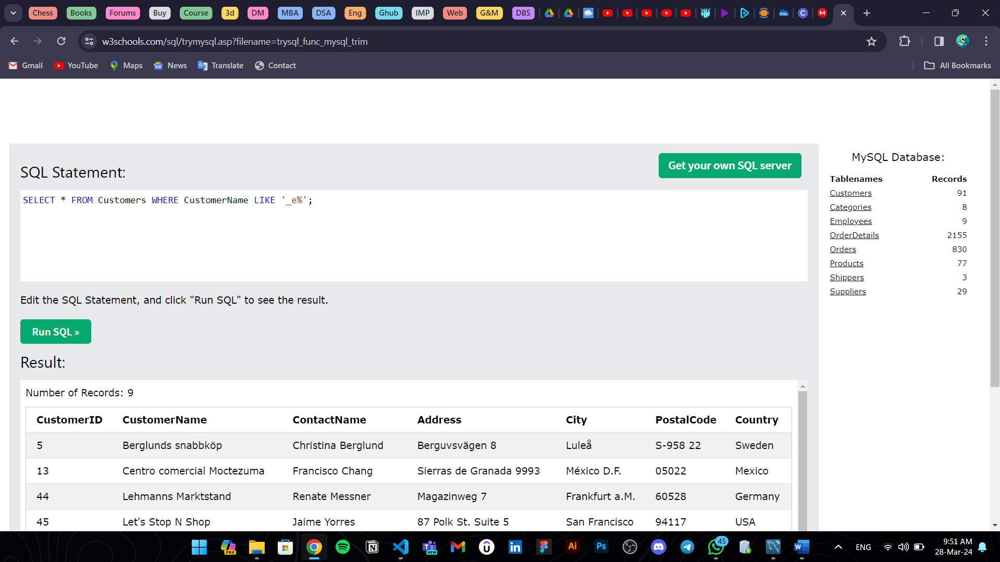 Chess Books Forums Buy Course 3d DM MBA DSA Eng Ghub IMP Web G&M DBS
w3schools.com/sql/trymysql.asp?filename=trysql_func_mysql_trim
Gmail YouTube Maps News Translate Contact All Bookmarks
SQL Statement:
Get your own SQL server
SELECT * FROM Customers WHERE CustomerName LIKE '_e%';
Edit the SQL Statement, and click "Run SQL" to see the result.
Run SQL »
Result:
Number of Records: 9
CustomerID CustomerName ContactName Address City PostalCode Country
5 Berglunds snabbköp Christina Berglund Berguvsvägen 8 Luleå S-958 22 Sweden
13 Centro comercial Moctezuma Francisco Chang Sierras de Granada 9993 México D.F. 05022 Mexico
44 Lehmanns Marktstand Renate Messner Magazinweg 7 Frankfurt a.M. 60528 Germany
45 Let's Stop N Shop Jaime Yorres 87 Polk St. Suite 5 San Francisco 94117 USA
MySQL Database:
Tablenames Records
Customers 91
Categories 8
Employees 9
OrderDetails 2155
Orders 830
Products 77
Shippers 3
Suppliers 29
PRE
NEW
Ai
Ps
45
W
ENG
9:51 AM
28-Mar-24